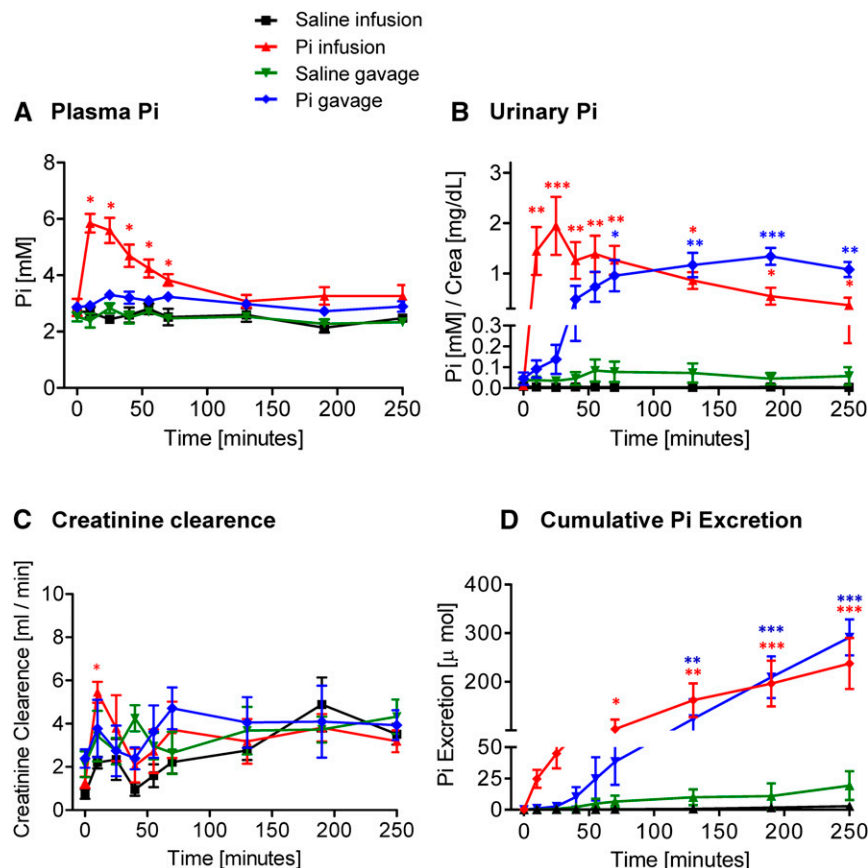 Saline infusion
Pi infusion
Saline gavage
Pi gavage
A Plasma Pi
8
6
4
2
0
Pi [mM]
*
*
*
*
*
0 50 100 150 200 250
Time [minutes]
B Urinary Pi
3
2
1
0.3
0.2
0.1
0.0
Pi [mM] / Crea [mg/dL]
**
***
**
**
**
*
*
**
***
*
**
*
0 50 100 150 200 250
Time [minutes]
C Creatinine clearence
10
8
6
4
2
0
Creatinine Clearence [ml / min]
*
0 50 100 150 200 250
Time [minutes]
D Cumulative Pi Excretion
400
300
200
100
50
25
0
Pi Excretion [μ mol]
*
**
**
***
***
***
***
0 50 100 150 200 250
Time [minutes]